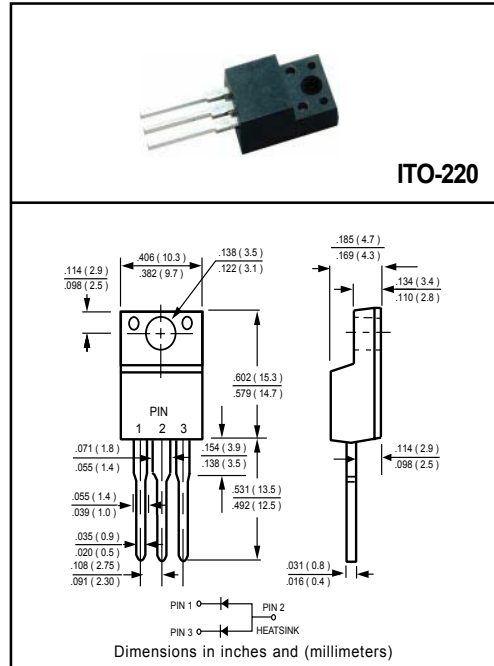 ITO-220
.406 ( 10.3 )
.382 ( 9.7 )
.138 ( 3.5 )
.122 ( 3.1 )
.114 ( 2.9 )
.098 ( 2.5 )
.185 ( 4.7 )
.169 ( 4.3 )
.134 ( 3.4 )
.110 ( 2.8 )
.602 ( 15.3 )
.579 ( 14.7 )
PIN
1 2 3
.071 ( 1.8 )
.055 ( 1.4 )
.154 ( 3.9 )
.138 ( 3.5 )
.114 ( 2.9 )
.098 ( 2.5 )
.055 ( 1.4 )
.039 ( 1.0 )
.531 ( 13.5 )
.492 ( 12.5 )
.035 ( 0.9 )
.020 ( 0.5 )
.108 ( 2.75 )
.091 ( 2.30 )
.031 ( 0.8 )
.016 ( 0.4 )
PIN 1
PIN 2
PIN 3
HEATSINK
Dimensions in inches and (millimeters)